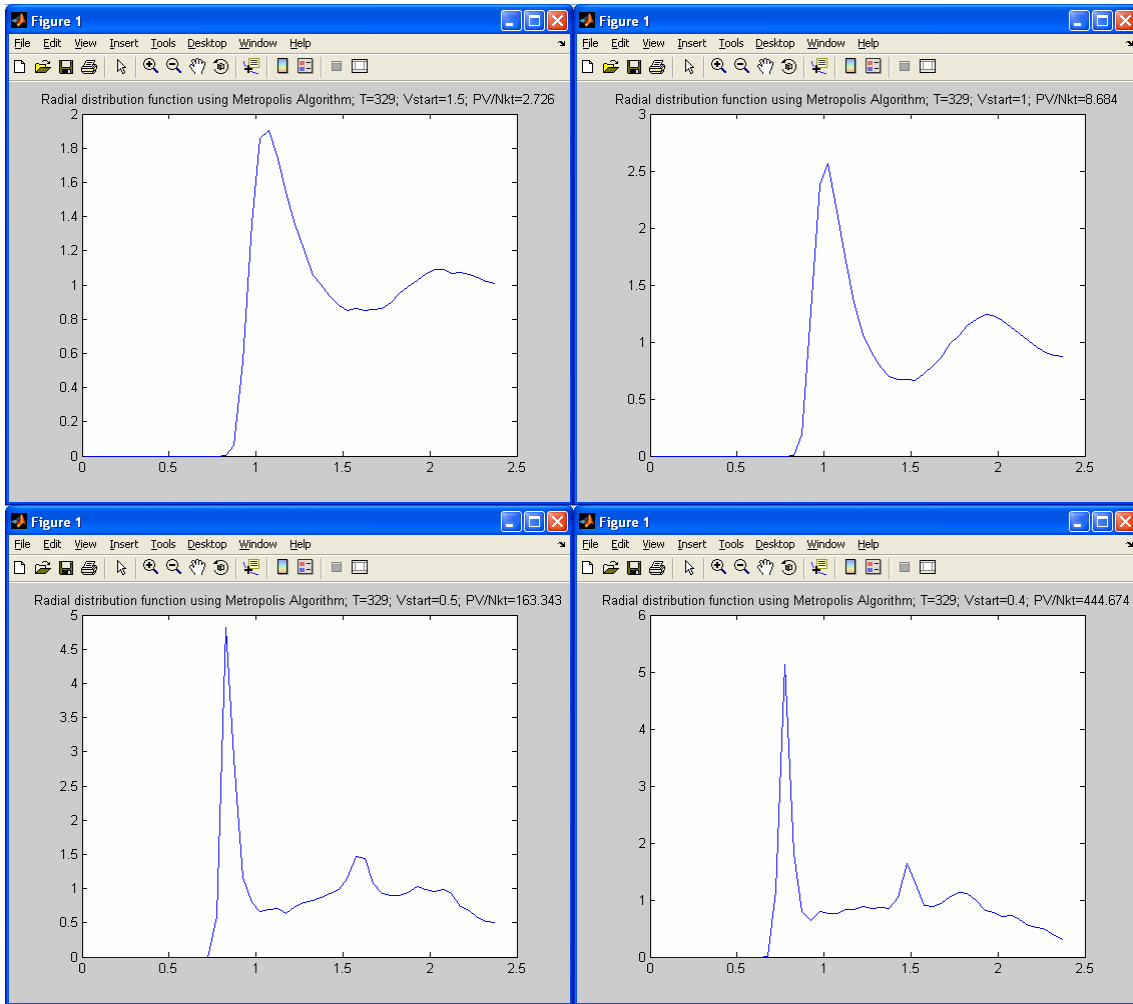 Figure 1
File Edit View Insert Tools Desktop Window Help
Radial distribution function using Metropolis Algorithm; T=329; Vstart=1.5; PV/Nkt=2.726
2
1.8
1.6
1.4
1.2
1
0.8
0.6
0.4
0.2
0
0 0.5 1 1.5 2 2.5
Figure 1
File Edit View Insert Tools Desktop Window Help
Radial distribution function using Metropolis Algorithm; T=329; Vstart=1; PV/Nkt=8.684
3
2.5
2
1.5
1
0.5
0
0 0.5 1 1.5 2 2.5
Figure 1
File Edit View Insert Tools Desktop Window Help
Radial distribution function using Metropolis Algorithm; T=329; Vstart=0.5; PV/Nkt=163.343
5
4.5
4
3.5
3
2.5
2
1.5
1
0.5
0
0 0.5 1 1.5 2 2.5
Figure 1
File Edit View Insert Tools Desktop Window Help
Radial distribution function using Metropolis Algorithm; T=329; Vstart=0.4; PV/Nkt=444.674
6
5
4
3
2
1
0
0 0.5 1 1.5 2 2.5